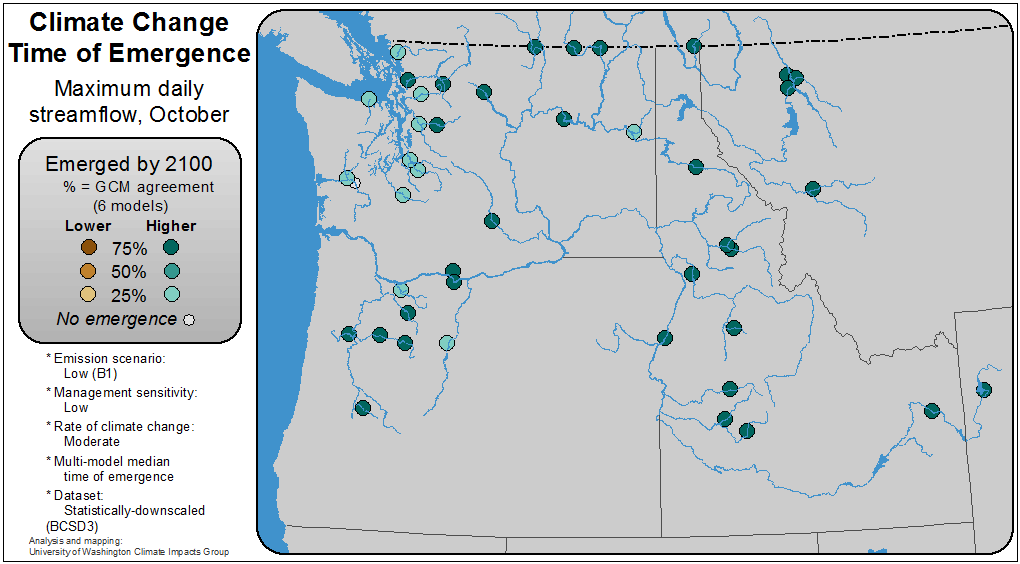 Climate Change
Time of Emergence
Maximum daily
streamflow, October
Emerged by 2100
% = GCM agreement
(6 models)
Lower Higher
75%
50%
25%
No emergence
* Emission scenario:
Low (B1)
* Management sensitivity:
Low
* Rate of climate change:
Moderate
* Multi-model median
time of emergence
* Dataset:
Statistically-downscaled
(BCSD3)
Analysis and mapping:
University of Washington Climate Impacts Group